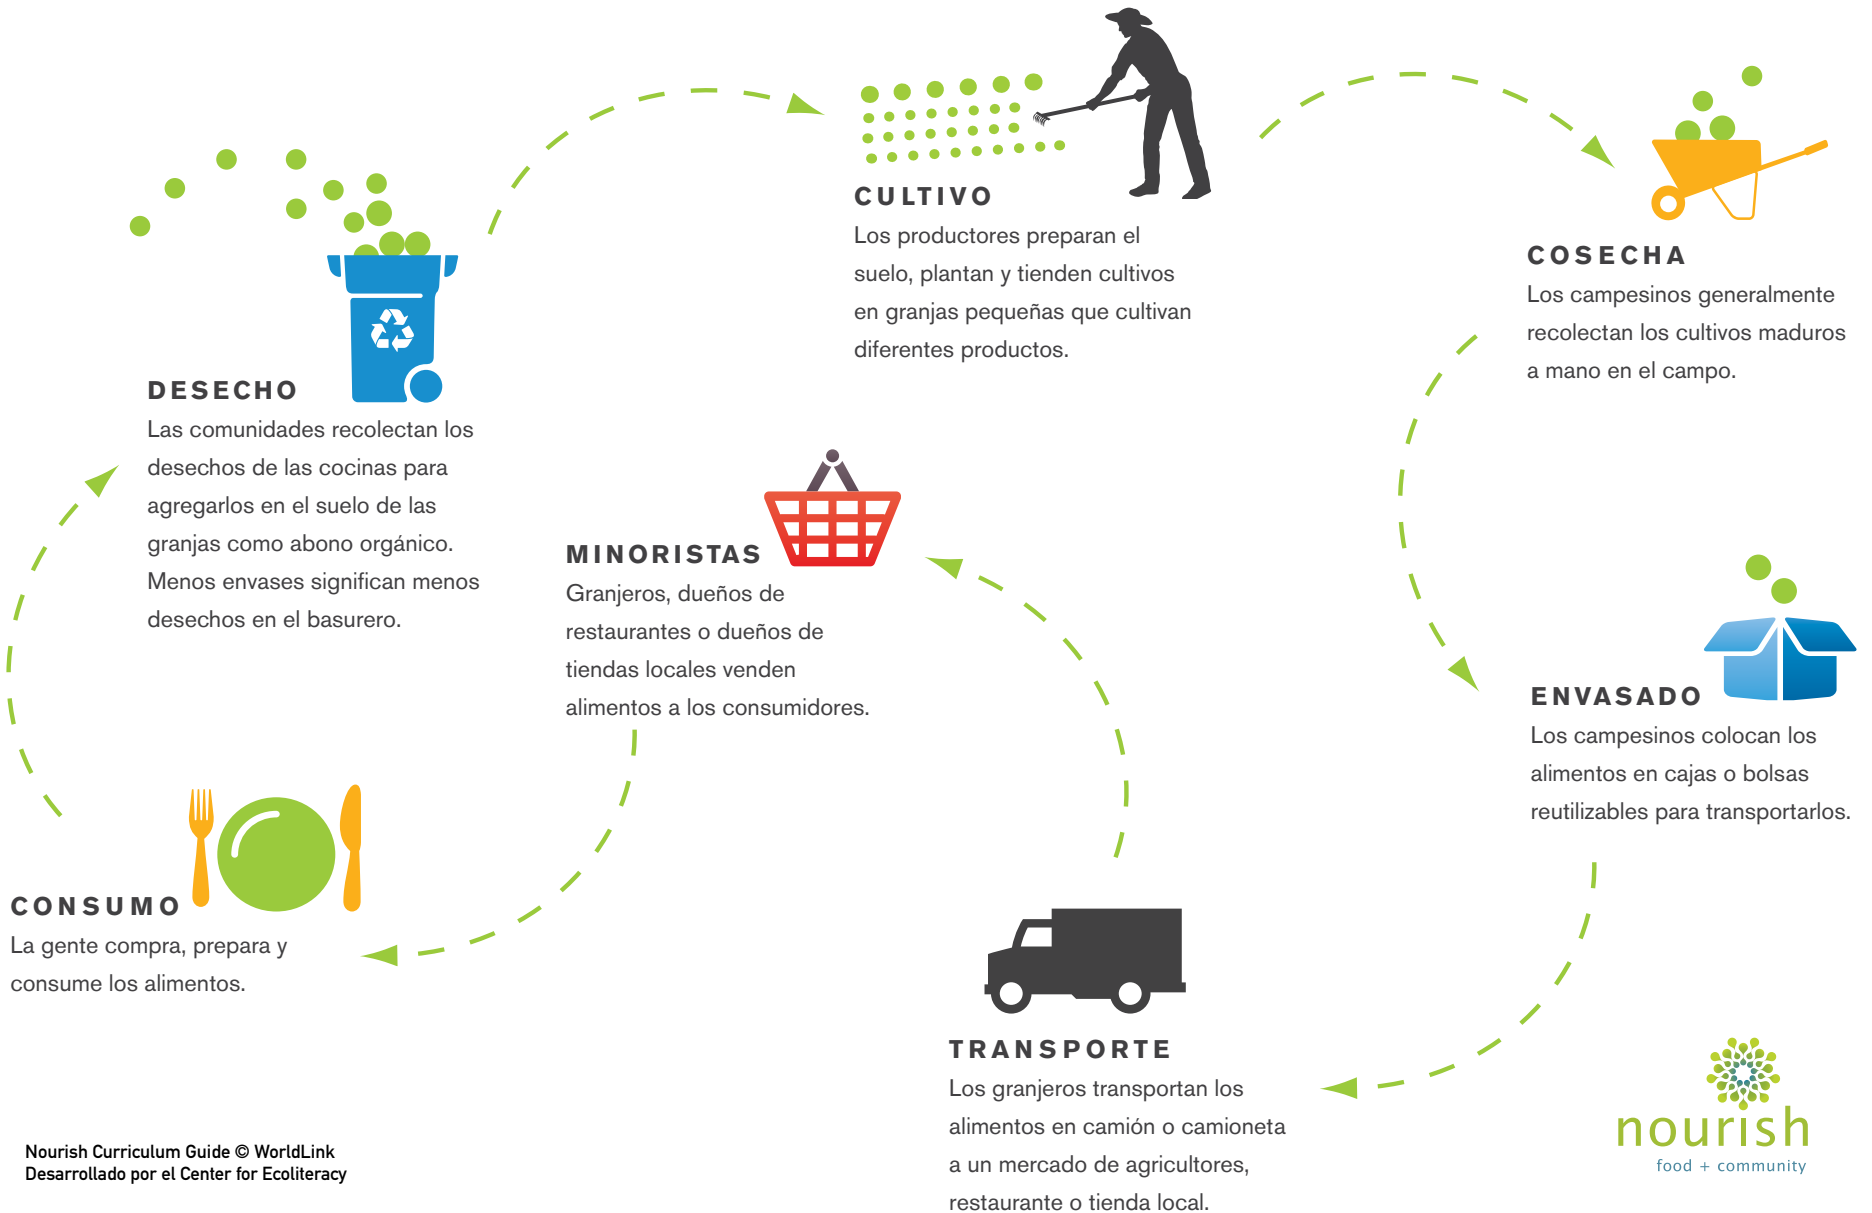 CULTIVO
Los productores preparan el
suelo, plantan y tienden cultivos
en granjas pequeñas que cultivan
diferentes productos.
COSECHA
Los campesinos generalmente
recolectan los cultivos maduros
a mano en el campo.
ENVASADO
Los campesinos colocan los
alimentos en cajas o bolsas
reutilizables para transportarlos.
TRANSPORTE
Los granjeros transportan los
alimentos en camión o camioneta
a un mercado de agricultores,
restaurante o tienda local.
MINORISTAS
Granjeros, dueños de
restaurantes o dueños de
tiendas locales venden
alimentos a los consumidores.
CONSUMO
La gente compra, prepara y
consume los alimentos.
DESECHO
Las comunidades recolectan los
desechos de las cocinas para
agregarlos en el suelo de las
granjas como abono orgánico.
Menos envases significan menos
desechos en el basurero.
Nourish Curriculum Guide © WorldLink
Desarrollado por el Center for Ecoliteracy
nourish
food + community